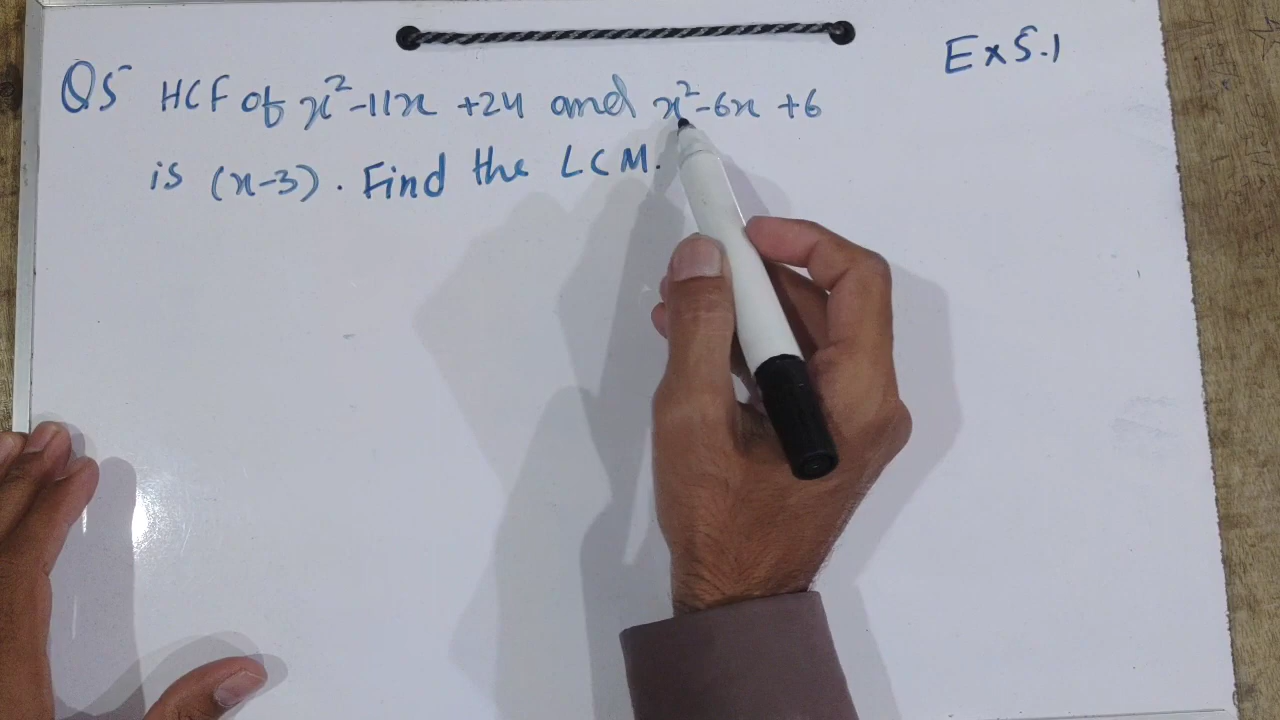 Ex 5.1
Q5 HCF of x²-11x +24 and x²-6x +6
is (x-3). Find the LCM.